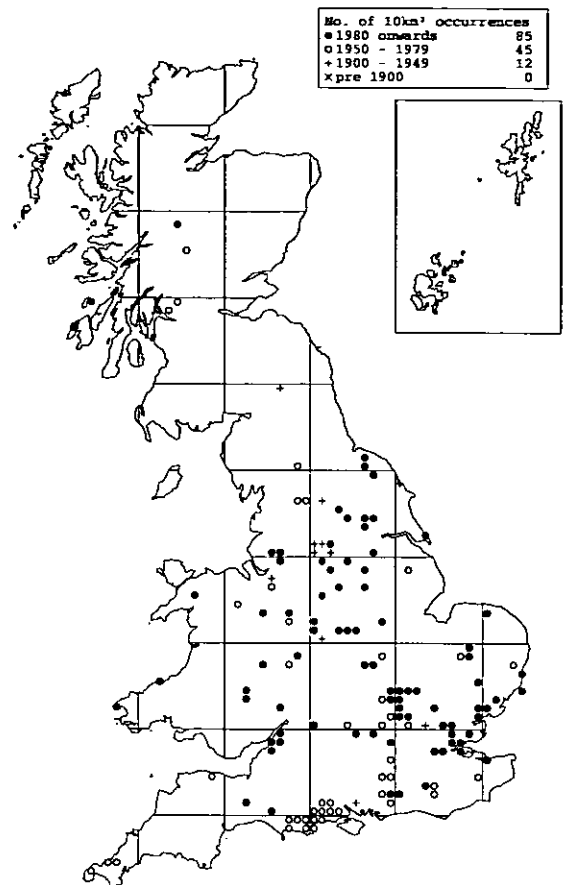 No. of 10km² occurrences
● 1980 onwards 85
○ 1950 - 1979 45
+ 1900 - 1949 12
× pre 1900 0